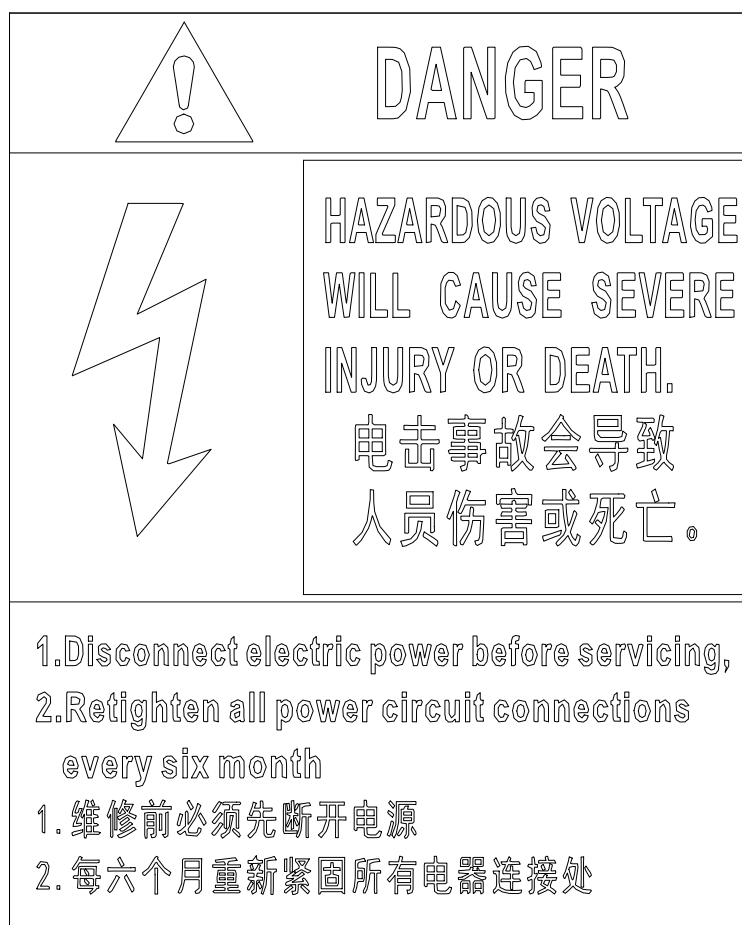 DANGER
HAZARDOUS VOLTAGE
WILL CAUSE SEVERE
INJURY OR DEATH.
电击事故会导致
人员伤害或死亡。
1.Disconnect electric power before servicing,
2.Retighten all power circuit connections
every six month
1.维修前必须先断开电源
2.每六个月重新紧固所有电器连接处